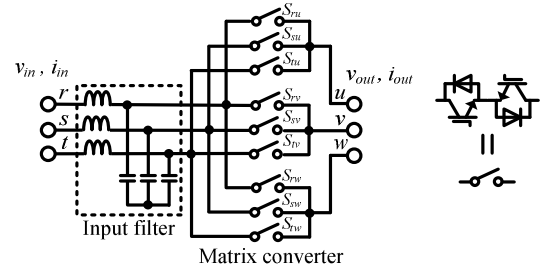 v_in , i_in
r
s
t
S_ru
S_su
S_tu
S_rv
S_sv
S_tv
S_rw
S_sw
S_tw
v_out , i_out
u
v
w
Input filter
Matrix converter